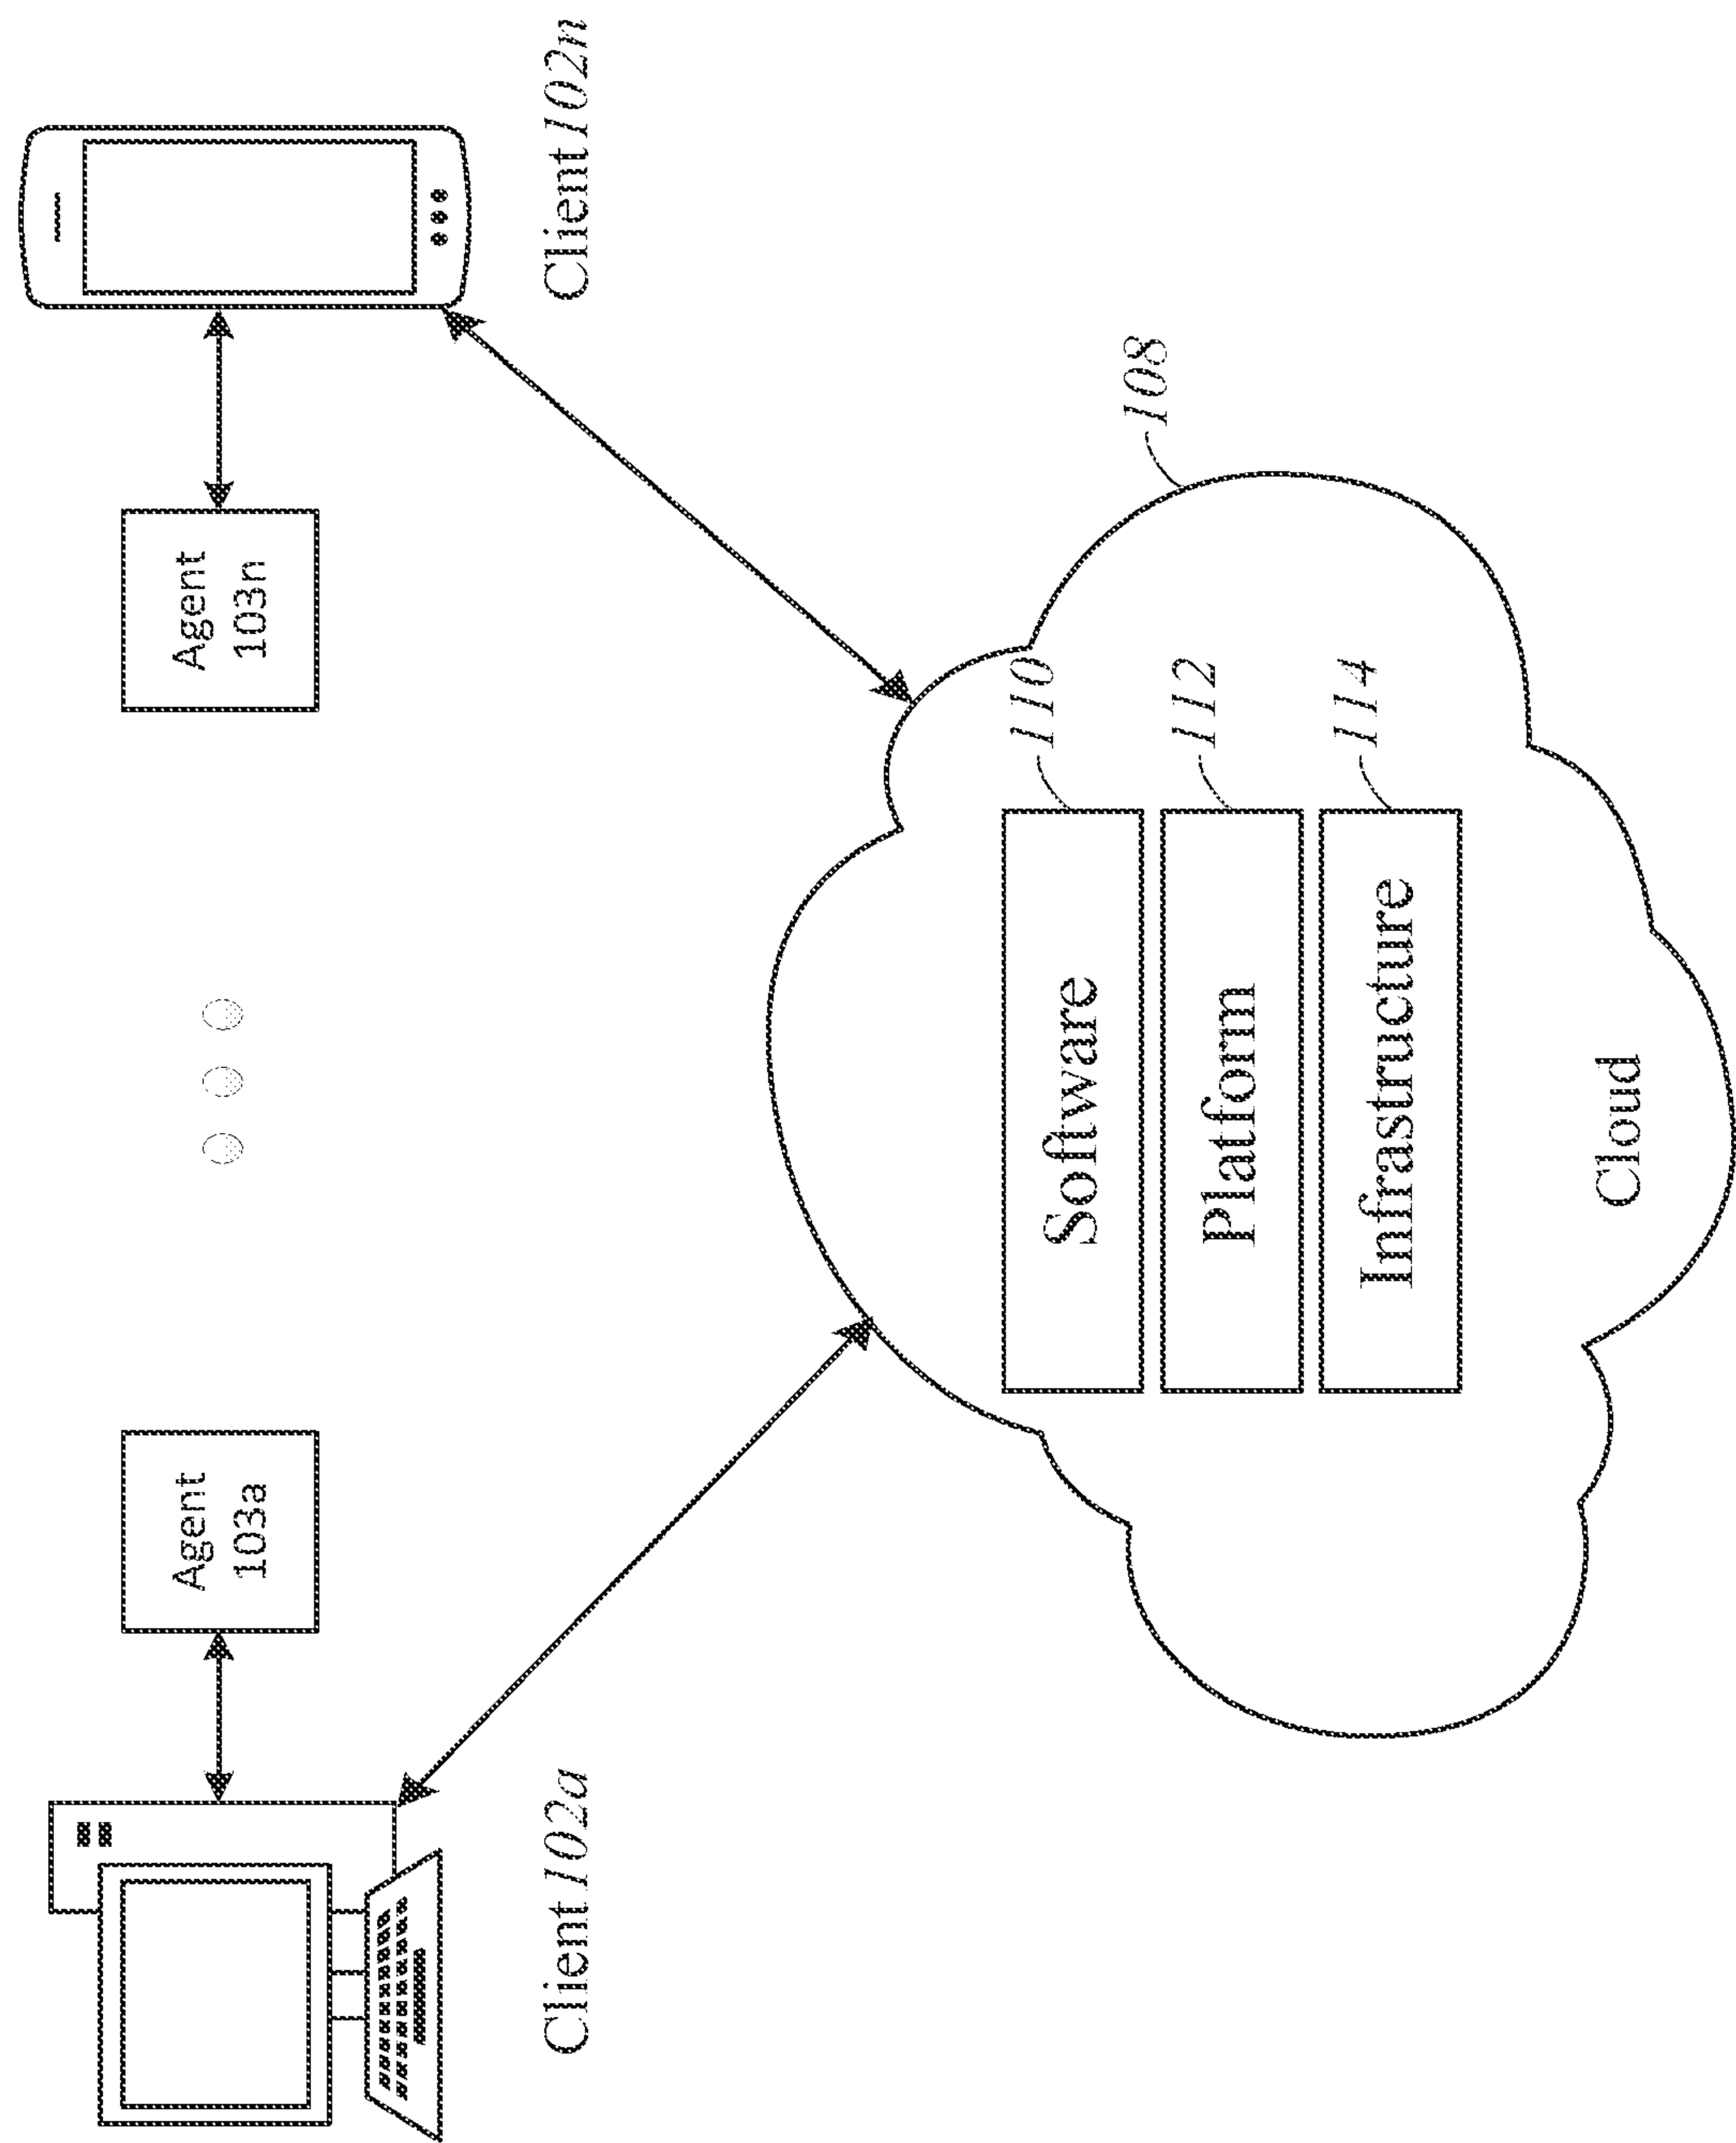 Agent
103a
Agent
103n
Client 102a
Client 102n
108
Software
110
Platform
112
Infrastructure
114
Cloud